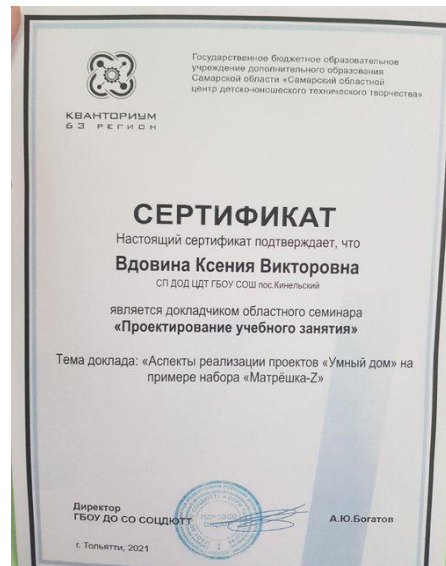 КВАНТОРИУМ
63 РЕГИОН
Государственное бюджетное образовательное
учреждение дополнительного образования
Самарской области «Самарский областной
центр детско-юношеского технического творчества»
СЕРТИФИКАТ
Настоящий сертификат подтверждает, что
Вдовина Ксения Викторовна
СП ДОД ЦДТ ГБОУ СОШ пос.Кинельский
является докладчиком областного семинара
«Проектирование учебного занятия»
Тема доклада: «Аспекты реализации проектов «Умный дом» на
примере набора «Матрёшка-Z»
Директор
ГБОУ ДО СО СОЦДЮТТ
А.Ю.Богатов
г. Тольятти, 2021